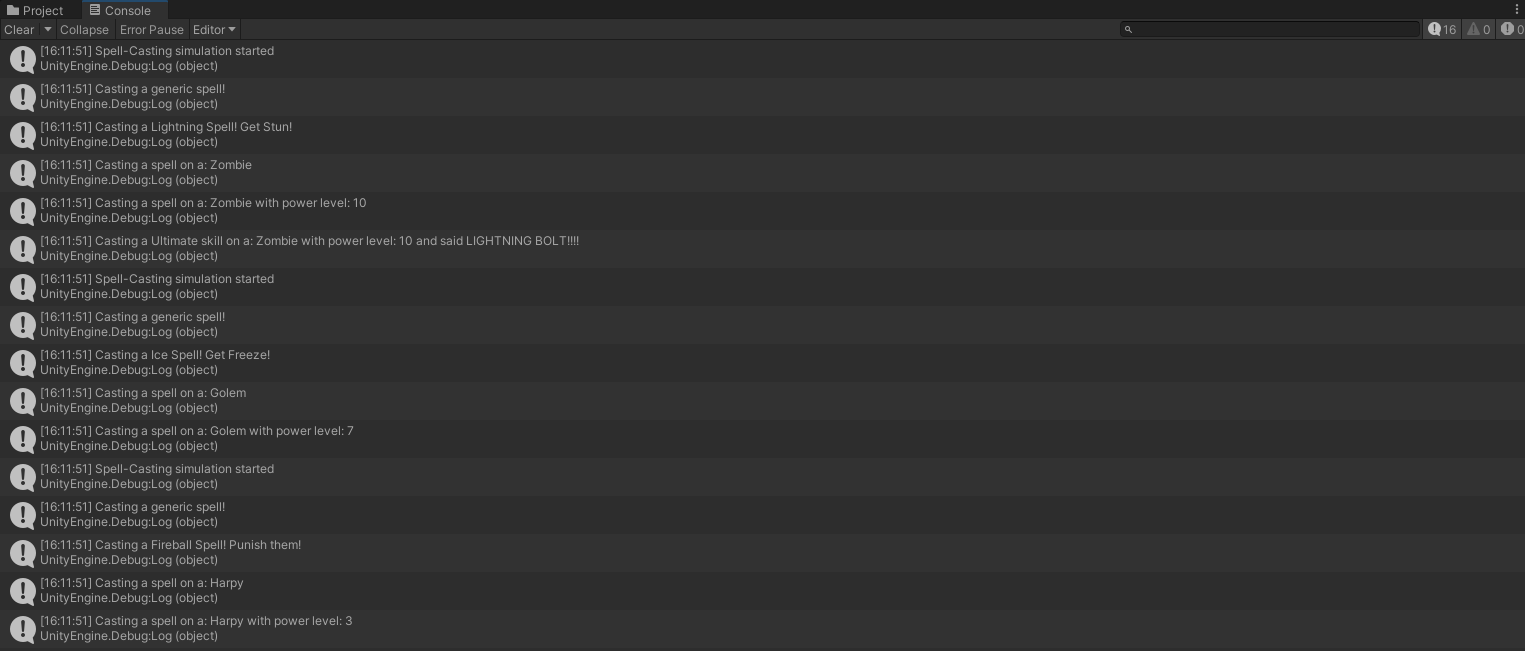 Project Console
Clear Collapse Error Pause Editor 16 0 0
[16:11:51] Spell-Casting simulation started
UnityEngine.Debug:Log (object)
[16:11:51] Casting a generic spell!
UnityEngine.Debug:Log (object)
[16:11:51] Casting a Lightning Spell! Get Stun!
UnityEngine.Debug:Log (object)
[16:11:51] Casting a spell on a: Zombie
UnityEngine.Debug:Log (object)
[16:11:51] Casting a spell on a: Zombie with power level: 10
UnityEngine.Debug:Log (object)
[16:11:51] Casting a Ultimate skill on a: Zombie with power level: 10 and said LIGHTNING BOLT!!!!
UnityEngine.Debug:Log (object)
[16:11:51] Spell-Casting simulation started
UnityEngine.Debug:Log (object)
[16:11:51] Casting a generic spell!
UnityEngine.Debug:Log (object)
[16:11:51] Casting a Ice Spell! Get Freeze!
UnityEngine.Debug:Log (object)
[16:11:51] Casting a spell on a: Golem
UnityEngine.Debug:Log (object)
[16:11:51] Casting a spell on a: Golem with power level: 7
UnityEngine.Debug:Log (object)
[16:11:51] Spell-Casting simulation started
UnityEngine.Debug:Log (object)
[16:11:51] Casting a generic spell!
UnityEngine.Debug:Log (object)
[16:11:51] Casting a Fireball Spell! Punish them!
UnityEngine.Debug:Log (object)
[16:11:51] Casting a spell on a: Harpy
UnityEngine.Debug:Log (object)
[16:11:51] Casting a spell on a: Harpy with power level: 3
UnityEngine.Debug:Log (object)